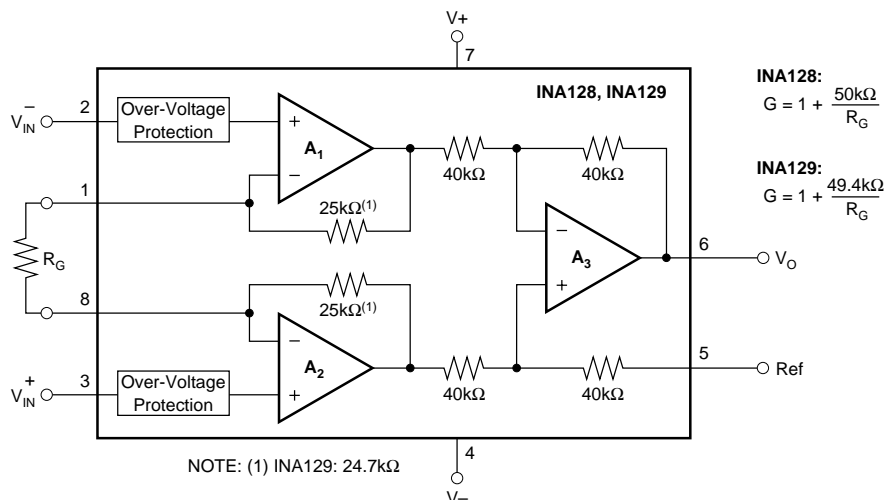 V+
7
INA128, INA129
INA128:
G = 1 + 50kΩ
R_G
INA129:
G = 1 + 49.4kΩ
R_G
V⁻_IN
2
Over-Voltage
Protection
+
A₁
−
40kΩ
40kΩ
1
25kΩ⁽¹⁾
R_G
−
A₃
+
6
V_O
8
25kΩ⁽¹⁾
−
A₂
+
5
Ref
V⁺_IN
3
Over-Voltage
Protection
40kΩ
40kΩ
4
NOTE: (1) INA129: 24.7kΩ
V−